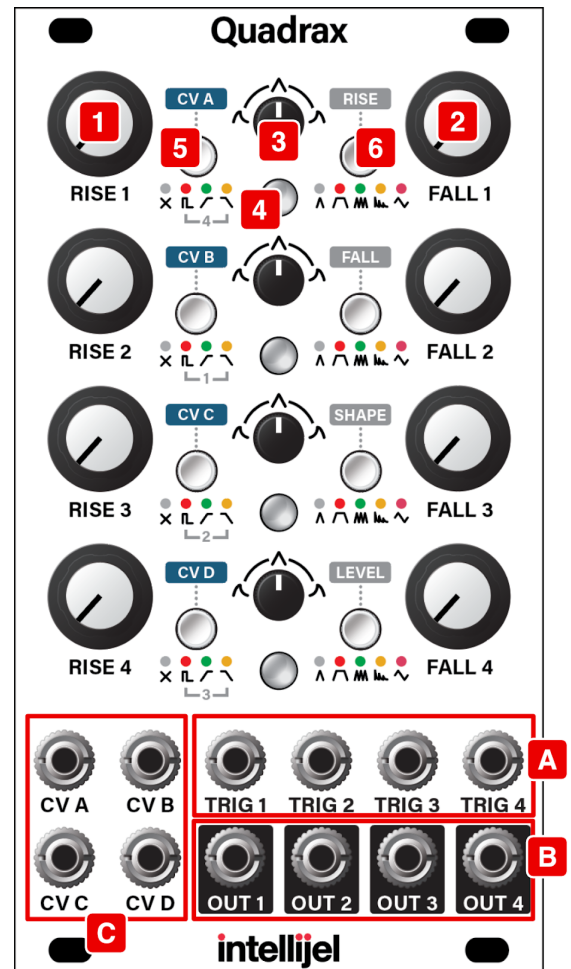 Quadrax
CV A
RISE
1
5
3
6
2
RISE 1
4
FALL 1
4
CV B
FALL
RISE 2
FALL 2
1
CV C
SHAPE
RISE 3
FALL 3
2
CV D
LEVEL
RISE 4
FALL 4
3
A
CV A
CV B
TRIG 1
TRIG 2
TRIG 3
TRIG 4
B
CV C
CV D
OUT 1
OUT 2
OUT 3
OUT 4
C
intellijel